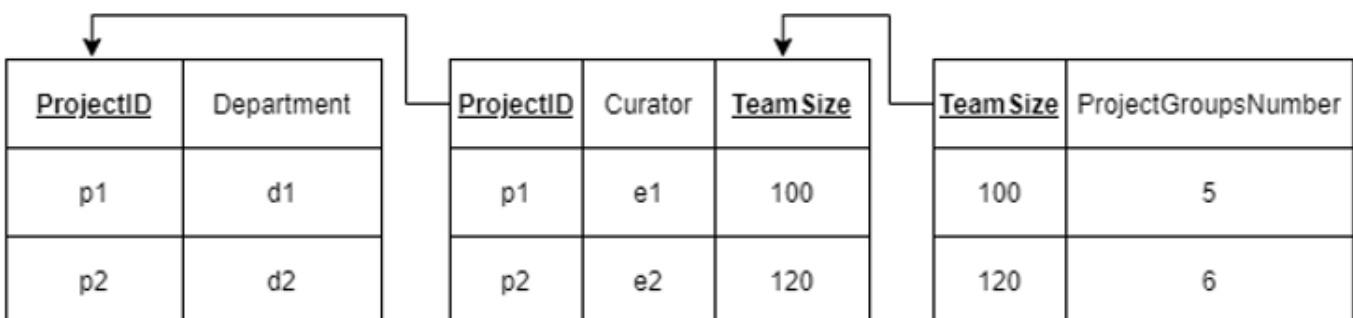 ProjectID Department ProjectID Curator Team Size Team Size ProjectGroupsNumber
p1 d1 p1 e1 100 100 5
p2 d2 p2 e2 120 120 6